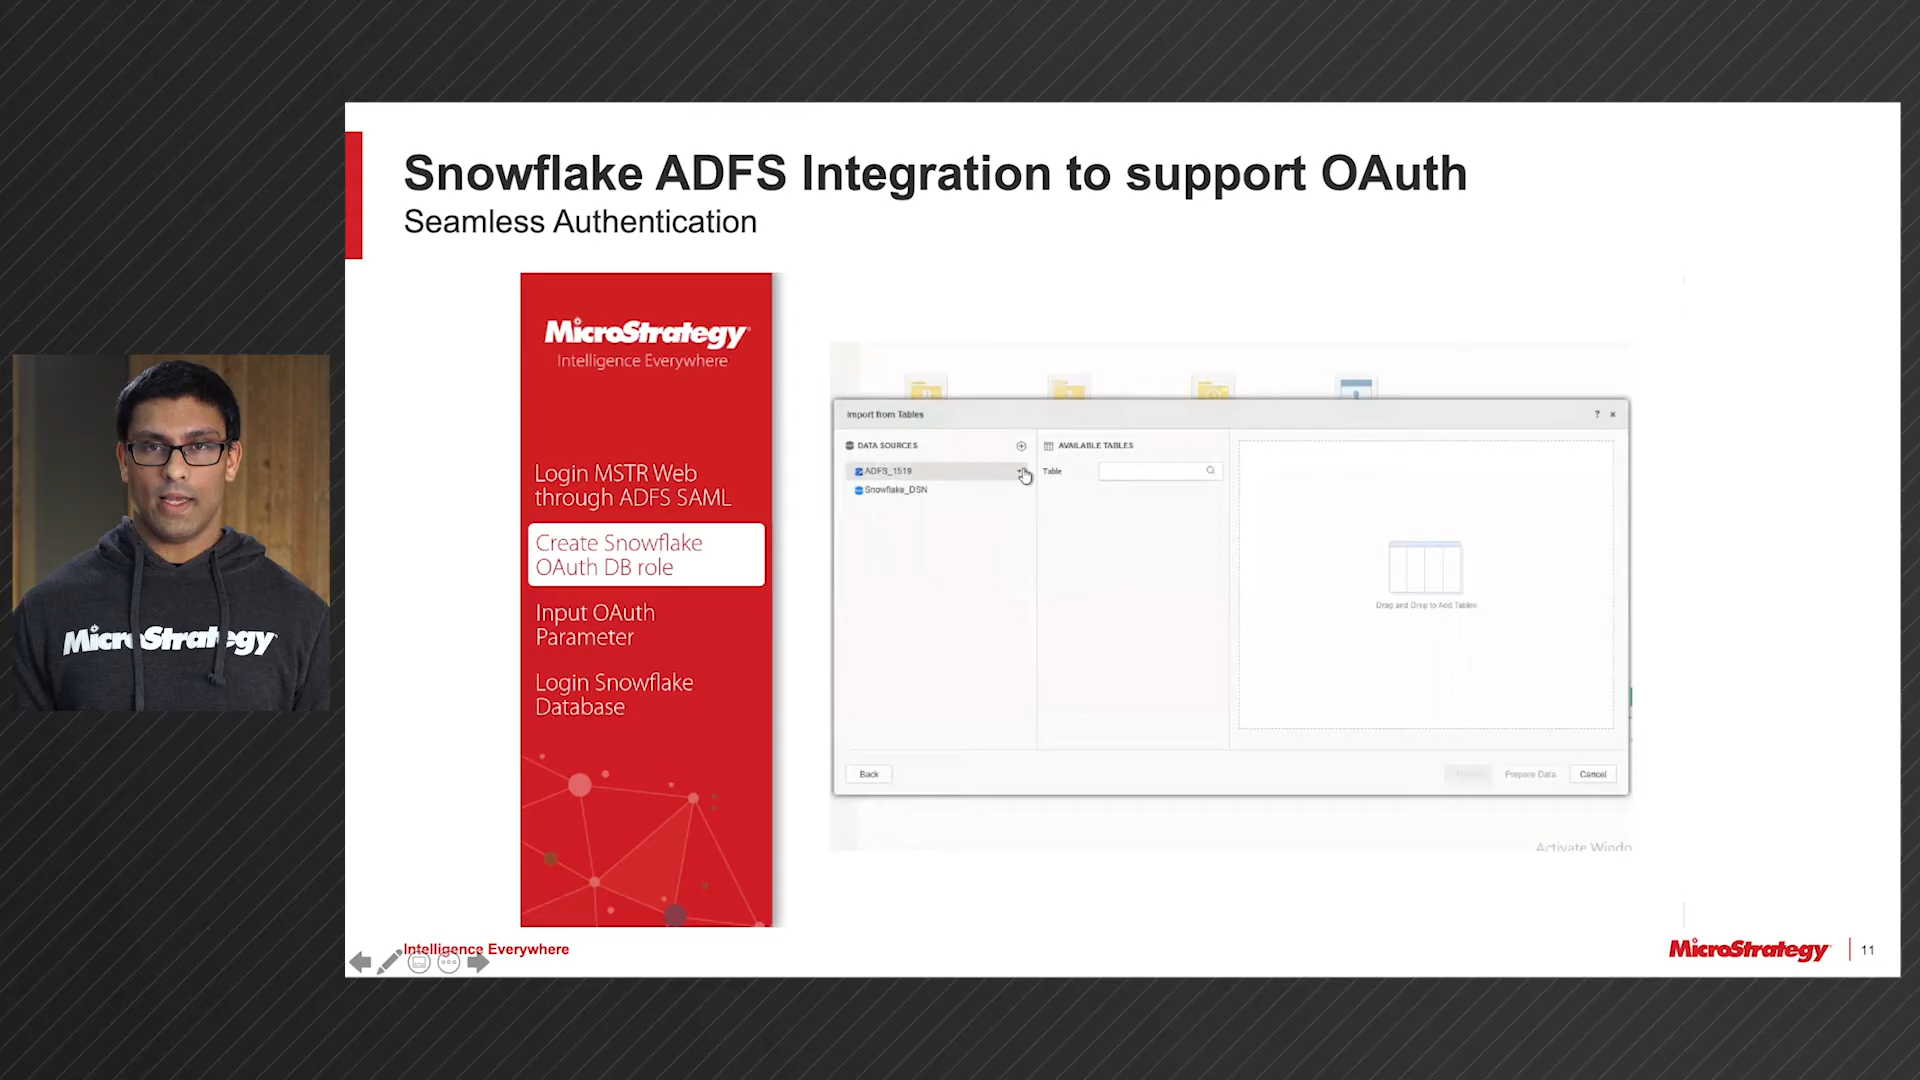 Snowflake ADFS Integration to support OAuth
Seamless Authentication
MicroStrategy
Intelligence Everywhere
Login MSTR Web
through ADFS SAML
Create Snowflake
OAuth DB role
Input OAuth
Parameter
Login Snowflake
Database
Import from Tables
? ×
DATA SOURCES
ADFS_1519
Snowflake_DSN
AVAILABLE TABLES
Table
Drag and Drop to Add Tables
Back
Prepare Data
Cancel
Activate Windo
MicroStrategy
Intelligence Everywhere
MicroStrategy
11